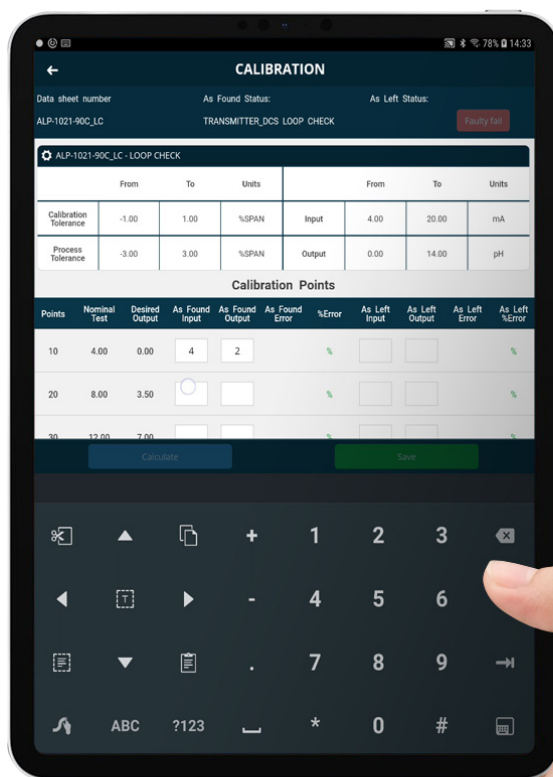 78% 14:33
CALIBRATION
Data sheet number As Found Status: As Left Status:
ALP-1021-90C_LC TRANSMITTER_DCS LOOP CHECK Faulty fail
ALP-1021-90C_LC - LOOP CHECK
From To Units From To Units
Calibration Tolerance -1.00 1.00 %SPAN Input 4.00 20.00 mA
Process Tolerance -3.00 3.00 %SPAN Output 0.00 14.00 pH
Calibration Points
Points Nominal Test Desired Output As Found Input As Found Output As Found Error %Error As Left Input As Left Output As Left Error As Left %Error
10 4.00 0.00 4 2 % %
20 8.00 3.50 % %
30 12.00 7.00 % %
Calculate Save
+ 1 2 3
T - 4 5 6
. 7 8 9
ABC ?123 * 0 #